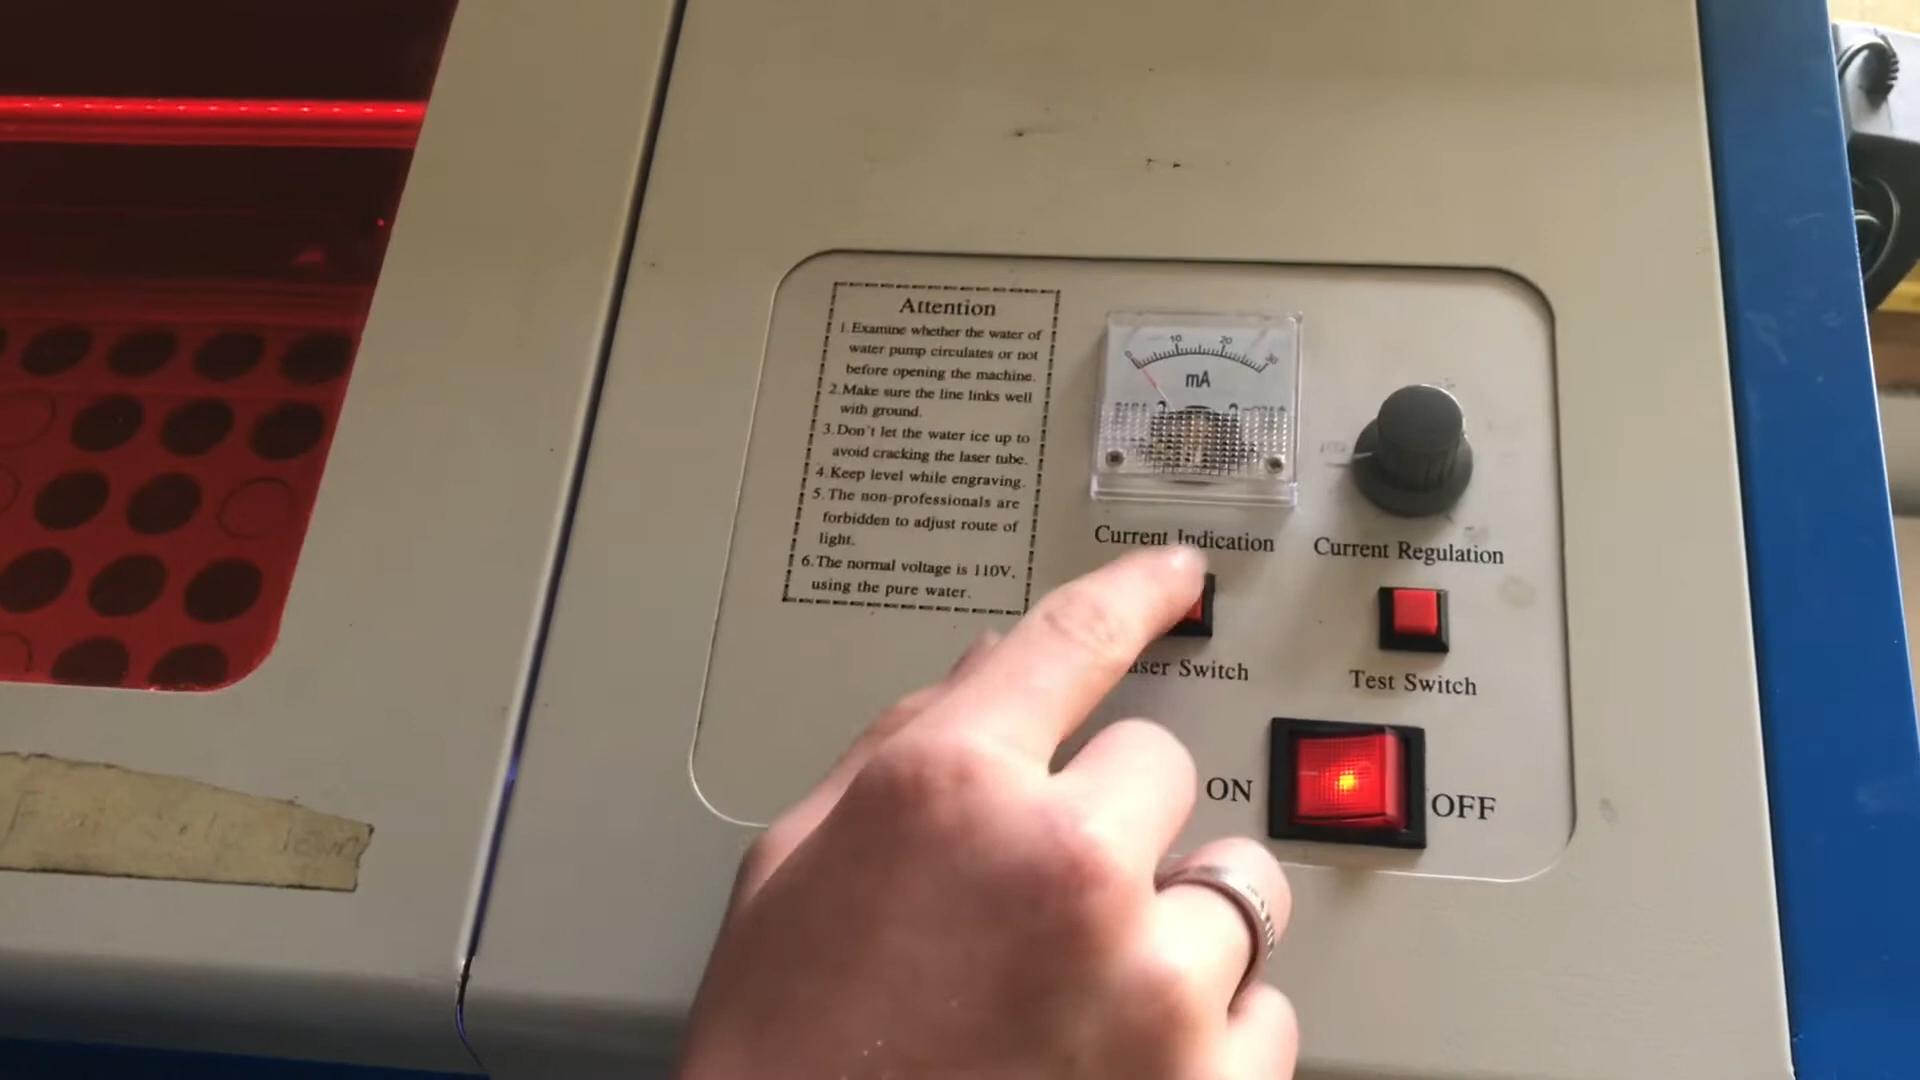 Attention
1.Examine whether the water of
water pump circulates or not
before opening the machine.
2.Make sure the line links well
with ground.
3.Don't let the water ice up to
avoid cracking the laser tube.
4.Keep level while engraving.
5.The non-professionals are
forbidden to adjust route of
light.
6.The normal voltage is 110V,
using the pure water.
0 10 20 30
mA
Current Indication
Current Regulation
Switch
Test Switch
ON
OFF